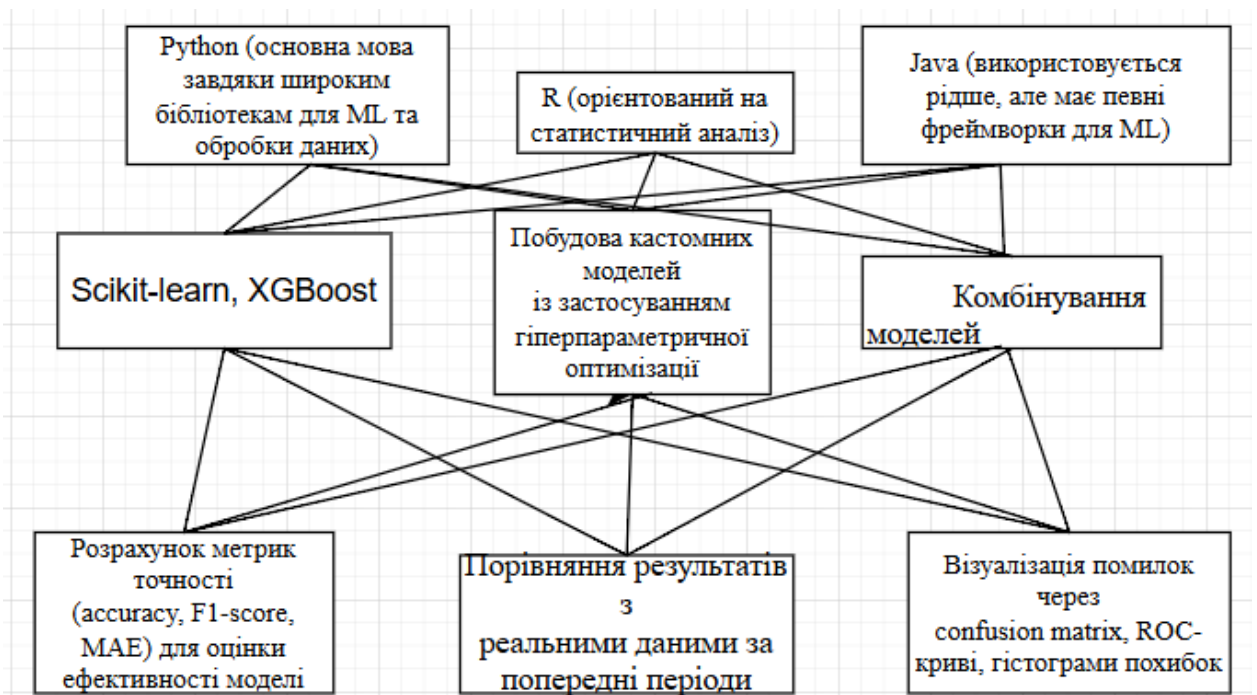 Python (основна мова
завдяки широким
бібліотекам для ML та
обробки даних)
R (орієнтований на
статистичний аналіз)
Java (використовується
рідше, але має певні
фреймворки для ML)
Scikit-learn, XGBoost
Побудова кастомних
моделей
із застосуванням
гіперпараметричної
оптимізації
Комбінування
моделей
Розрахунок метрик
точності
(accuracy, F1-score,
MAE) для оцінки
ефективності моделі
Порівняння результатів
з
реальними даними за
попередні періоди
Візуалізація помилок
через
confusion matrix, ROC-
криві, гістограми похибок